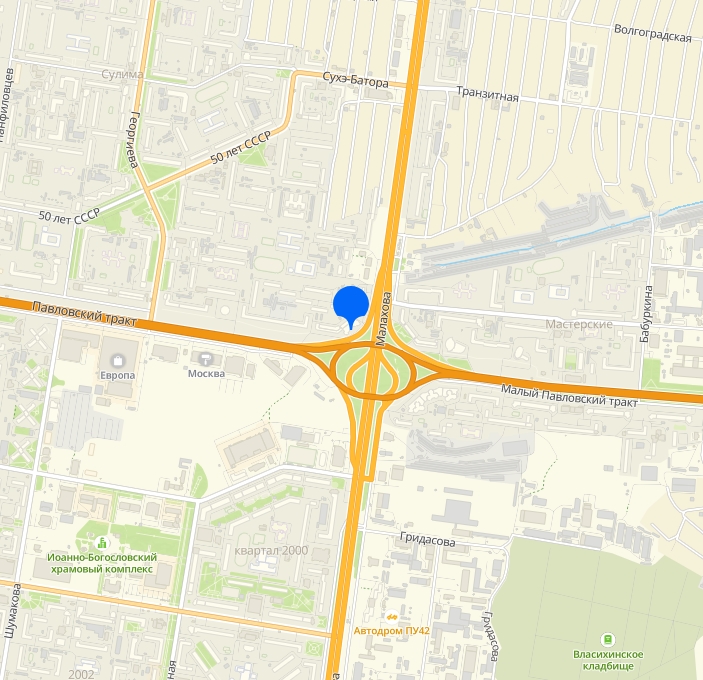 Волгоградская
Сулима
Сухэ-Батора
Транзитная
Панфиловцев
Георгиева
50 лет СССР
50 лет СССР
Бабуркина
Малахова
Павловский тракт
Мастерские
Европа
Москва
Малый Павловский тракт
Гридасова
квартал 2000
Иоанно-Богословский
храмовый комплекс
Шумакова
Автодром ПУ42
Гридасова
Власихинское
кладбище
2002
ная
а